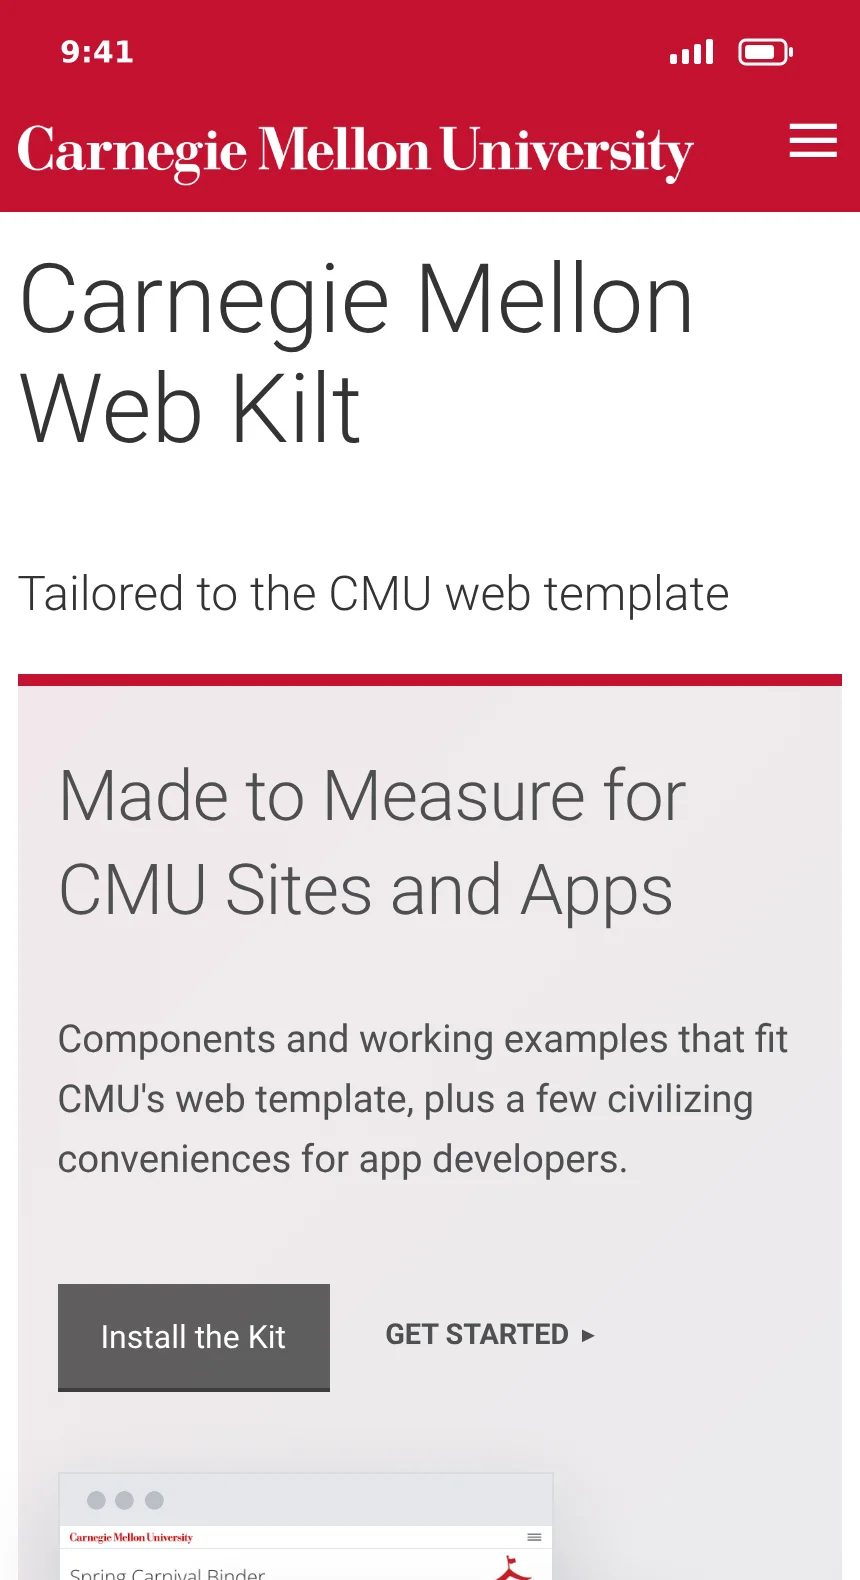 9:41
Carnegie Mellon University
Carnegie Mellon
Web Kilt
Tailored to the CMU web template
Made to Measure for
CMU Sites and Apps
Components and working examples that fit
CMU's web template, plus a few civilizing
conveniences for app developers.
Install the Kit
GET STARTED ▸
Carnegie Mellon University
Spring Carnival Binder